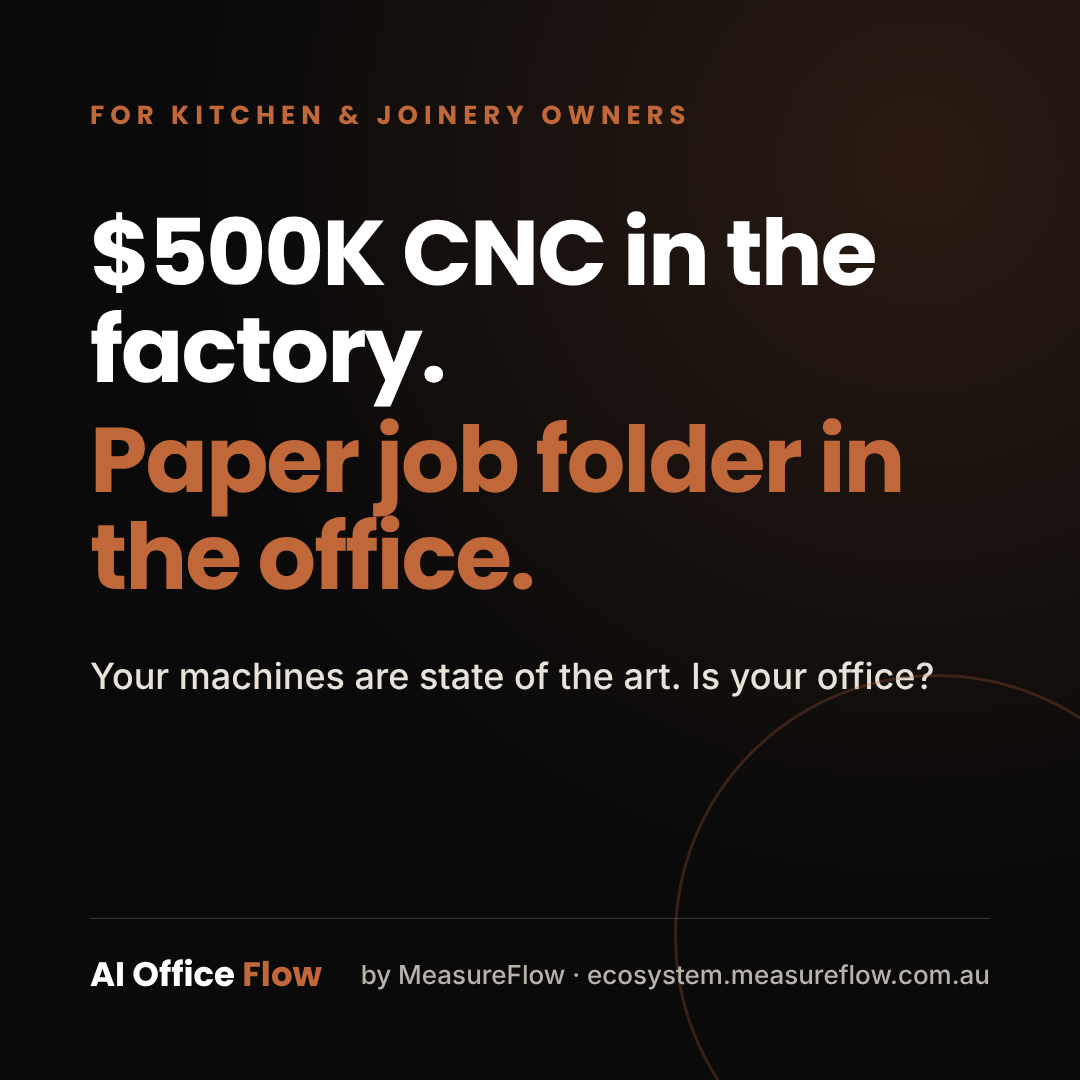 FOR KITCHEN & JOINERY OWNERS
$500K CNC in the
factory.
Paper job folder in
the office.
Your machines are state of the art. Is your office?
AI Office Flow by MeasureFlow · ecosystem.measureflow.com.au